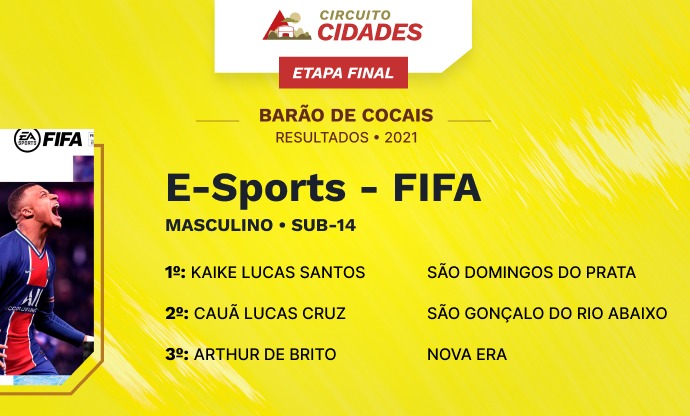 CIRCUITO
CIDADES
ETAPA FINAL
BARÃO DE COCAIS
RESULTADOS • 2021
EA SPORTS FIFA
E-Sports - FIFA
MASCULINO • SUB-14
1º: KAIKE LUCAS SANTOS SÃO DOMINGOS DO PRATA
2º: CAUÃ LUCAS CRUZ SÃO GONÇALO DO RIO ABAIXO
3º: ARTHUR DE BRITO NOVA ERA